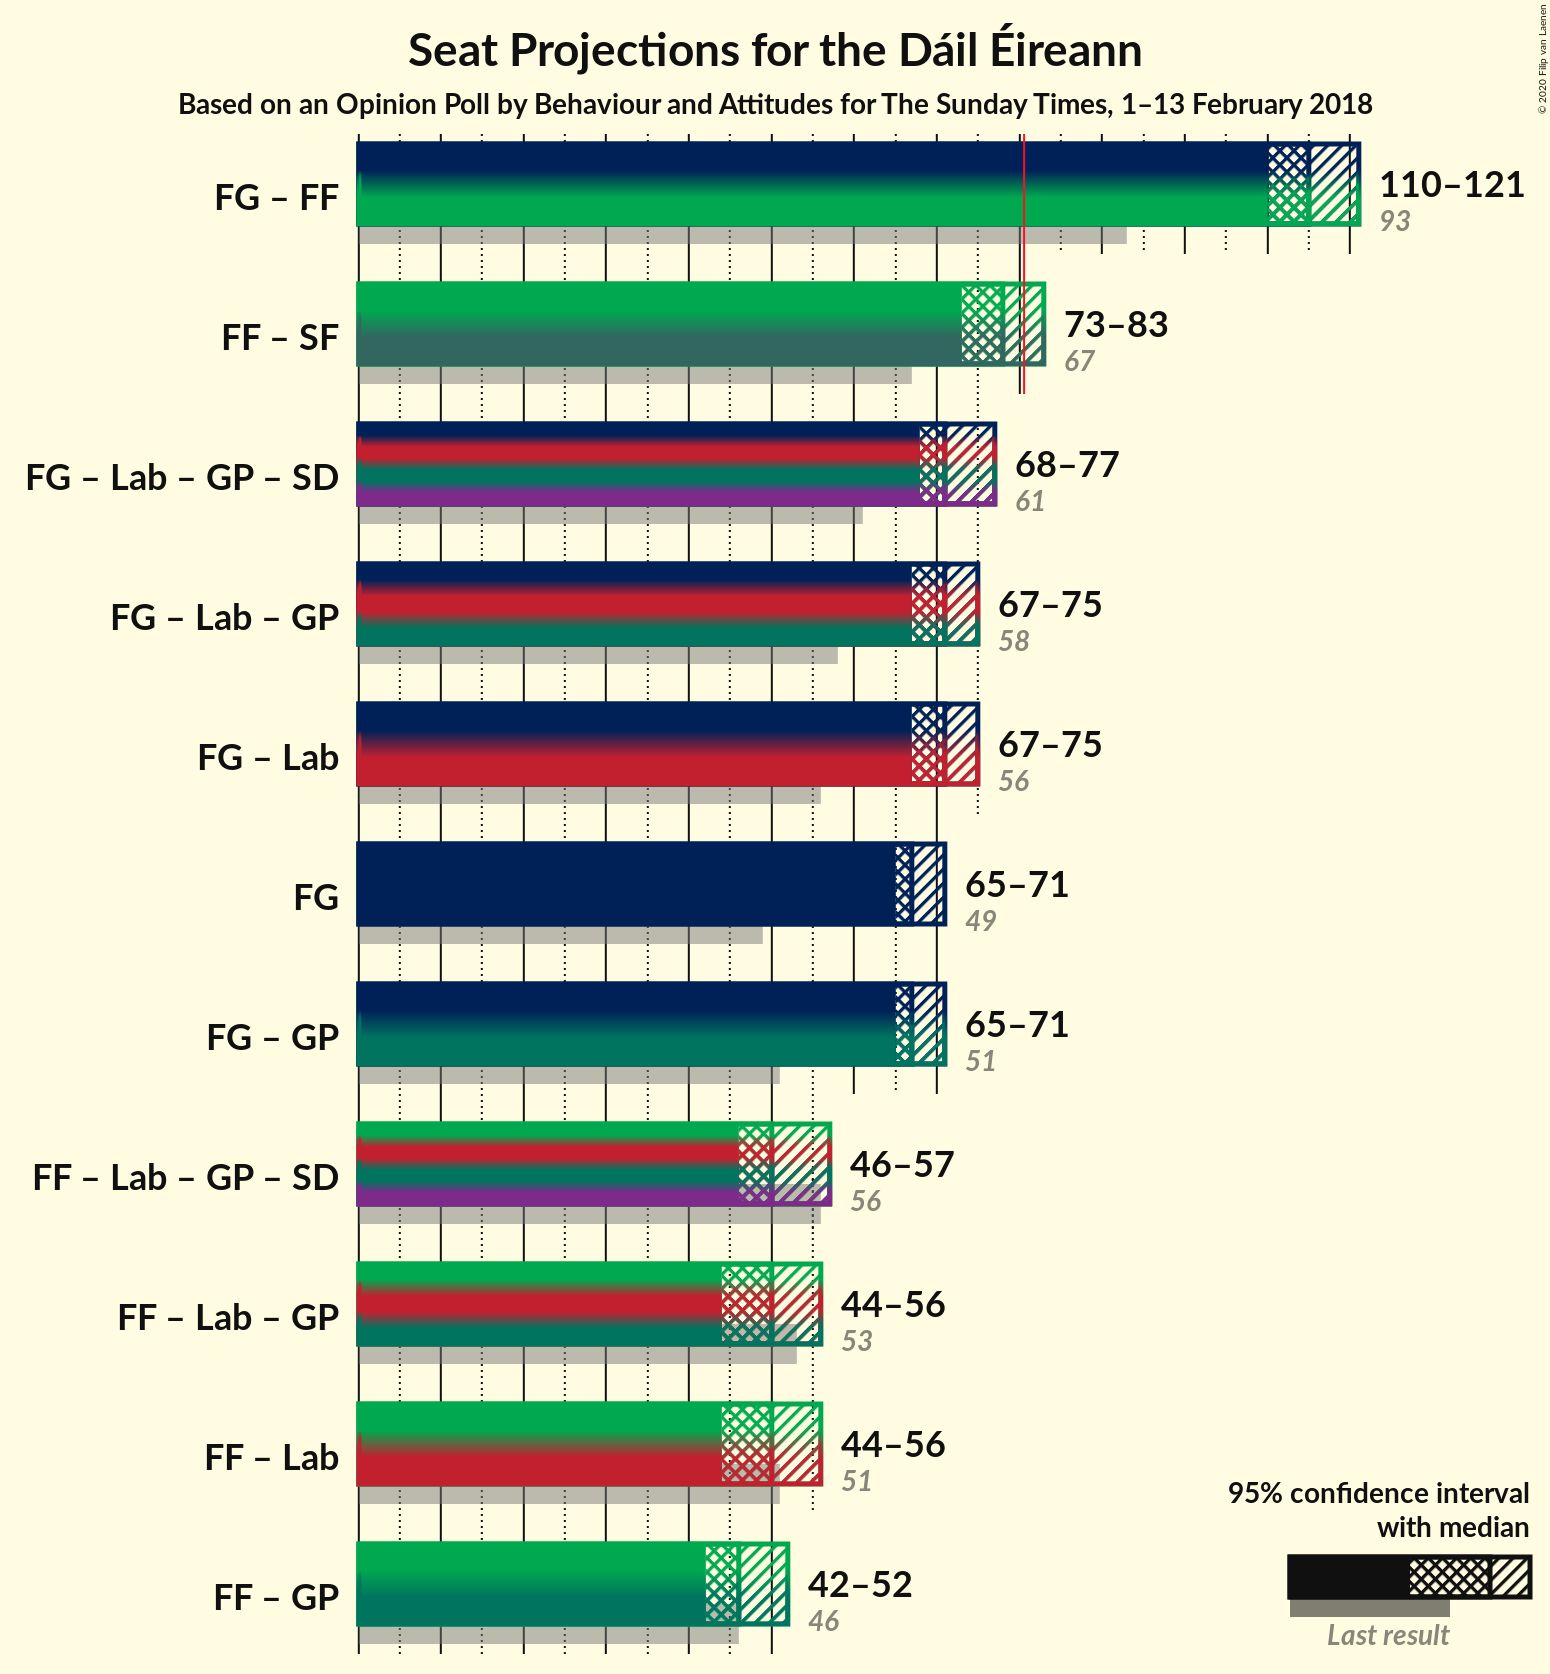 Seat Projections for the Dáil Éireann
Based on an Opinion Poll by Behaviour and Attitudes for The Sunday Times, 1–13 February 2018
© 2020 Filip van Laenen
FG – FF
110–121
93
FF – SF
73–83
67
FG – Lab – GP – SD
68–77
61
FG – Lab – GP
67–75
58
FG – Lab
67–75
56
FG
65–71
49
FG – GP
65–71
51
FF – Lab – GP – SD
46–57
56
FF – Lab – GP
44–56
53
FF – Lab
44–56
51
FF – GP
42–52
46
95% confidence interval
with median
Last result